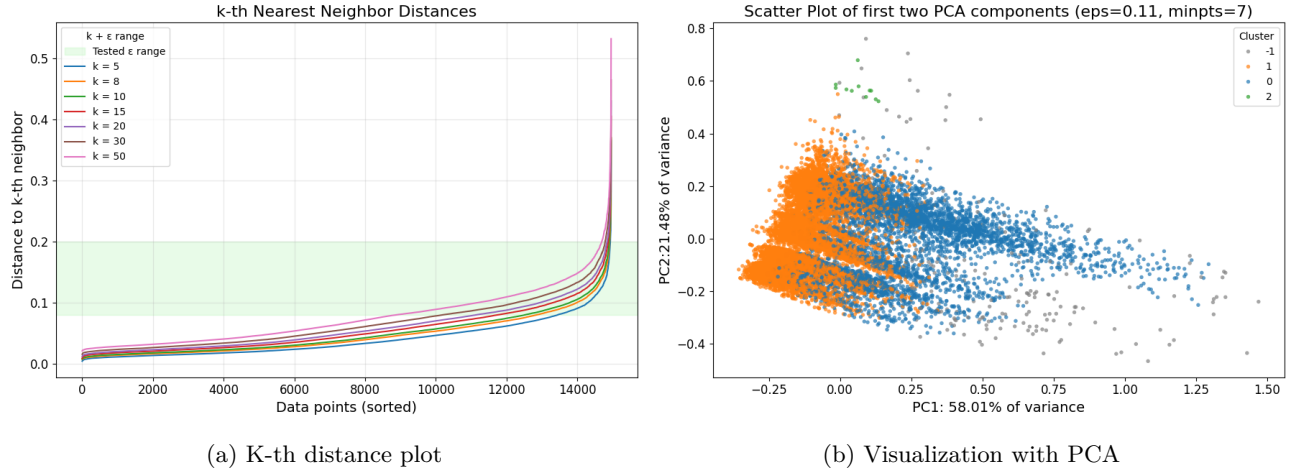 k-th Nearest Neighbor Distances
k + ε range
Tested ε range
k = 5
k = 8
k = 10
k = 15
k = 20
k = 30
k = 50
Distance to k-th neighbor
0.5
0.4
0.3
0.2
0.1
0.0
0 2000 4000 6000 8000 10000 12000 14000
Data points (sorted)
(a) K-th distance plot
Scatter Plot of first two PCA components (eps=0.11, minpts=7)
Cluster
-1
1
0
2
PC2:21.48% of variance
0.8
0.6
0.4
0.2
0.0
−0.2
−0.4
−0.25 0.00 0.25 0.50 0.75 1.00 1.25 1.50
PC1: 58.01% of variance
(b) Visualization with PCA